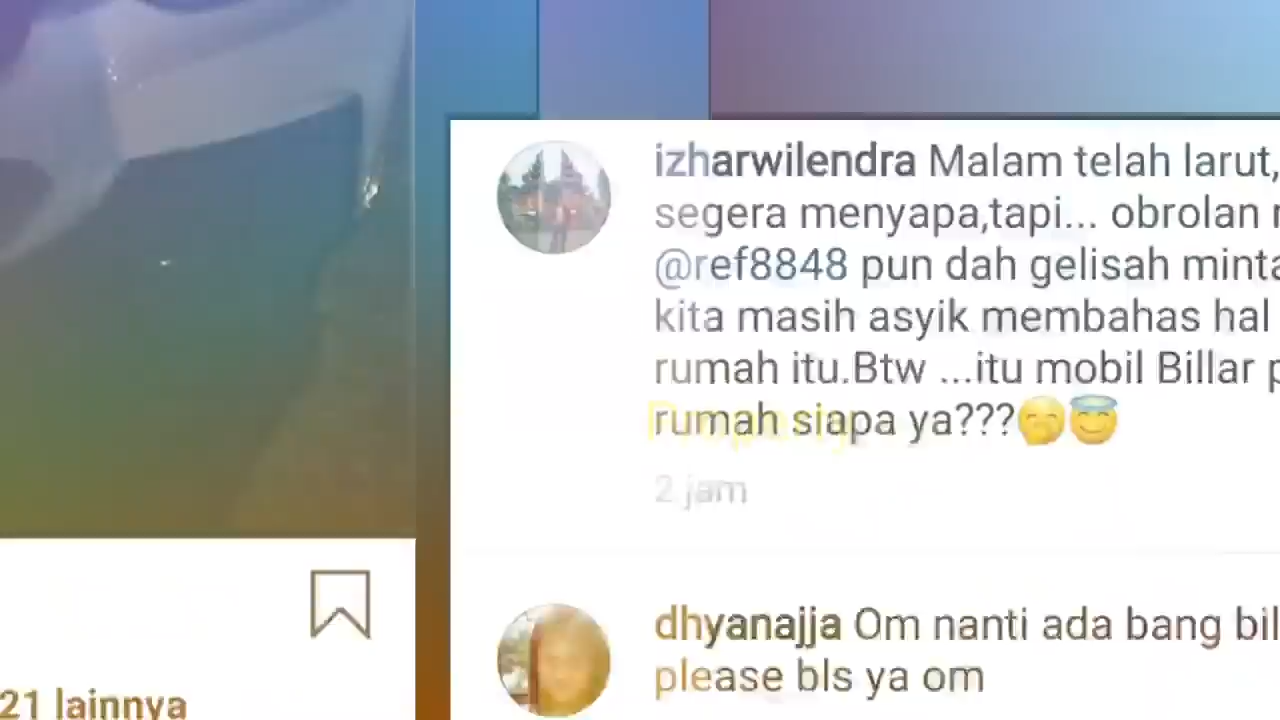 izharwilendra Malam telah larut,
segera menyapa,tapi... obrolan
@ref8848 pun dah gelisah minta
kita masih asyik membahas hal
rumah itu.Btw ...itu mobil Billar
rumah siapa ya???🤭😇
2 jam
dhyanajja Om nanti ada bang bil
please bls ya om
21 lainnya